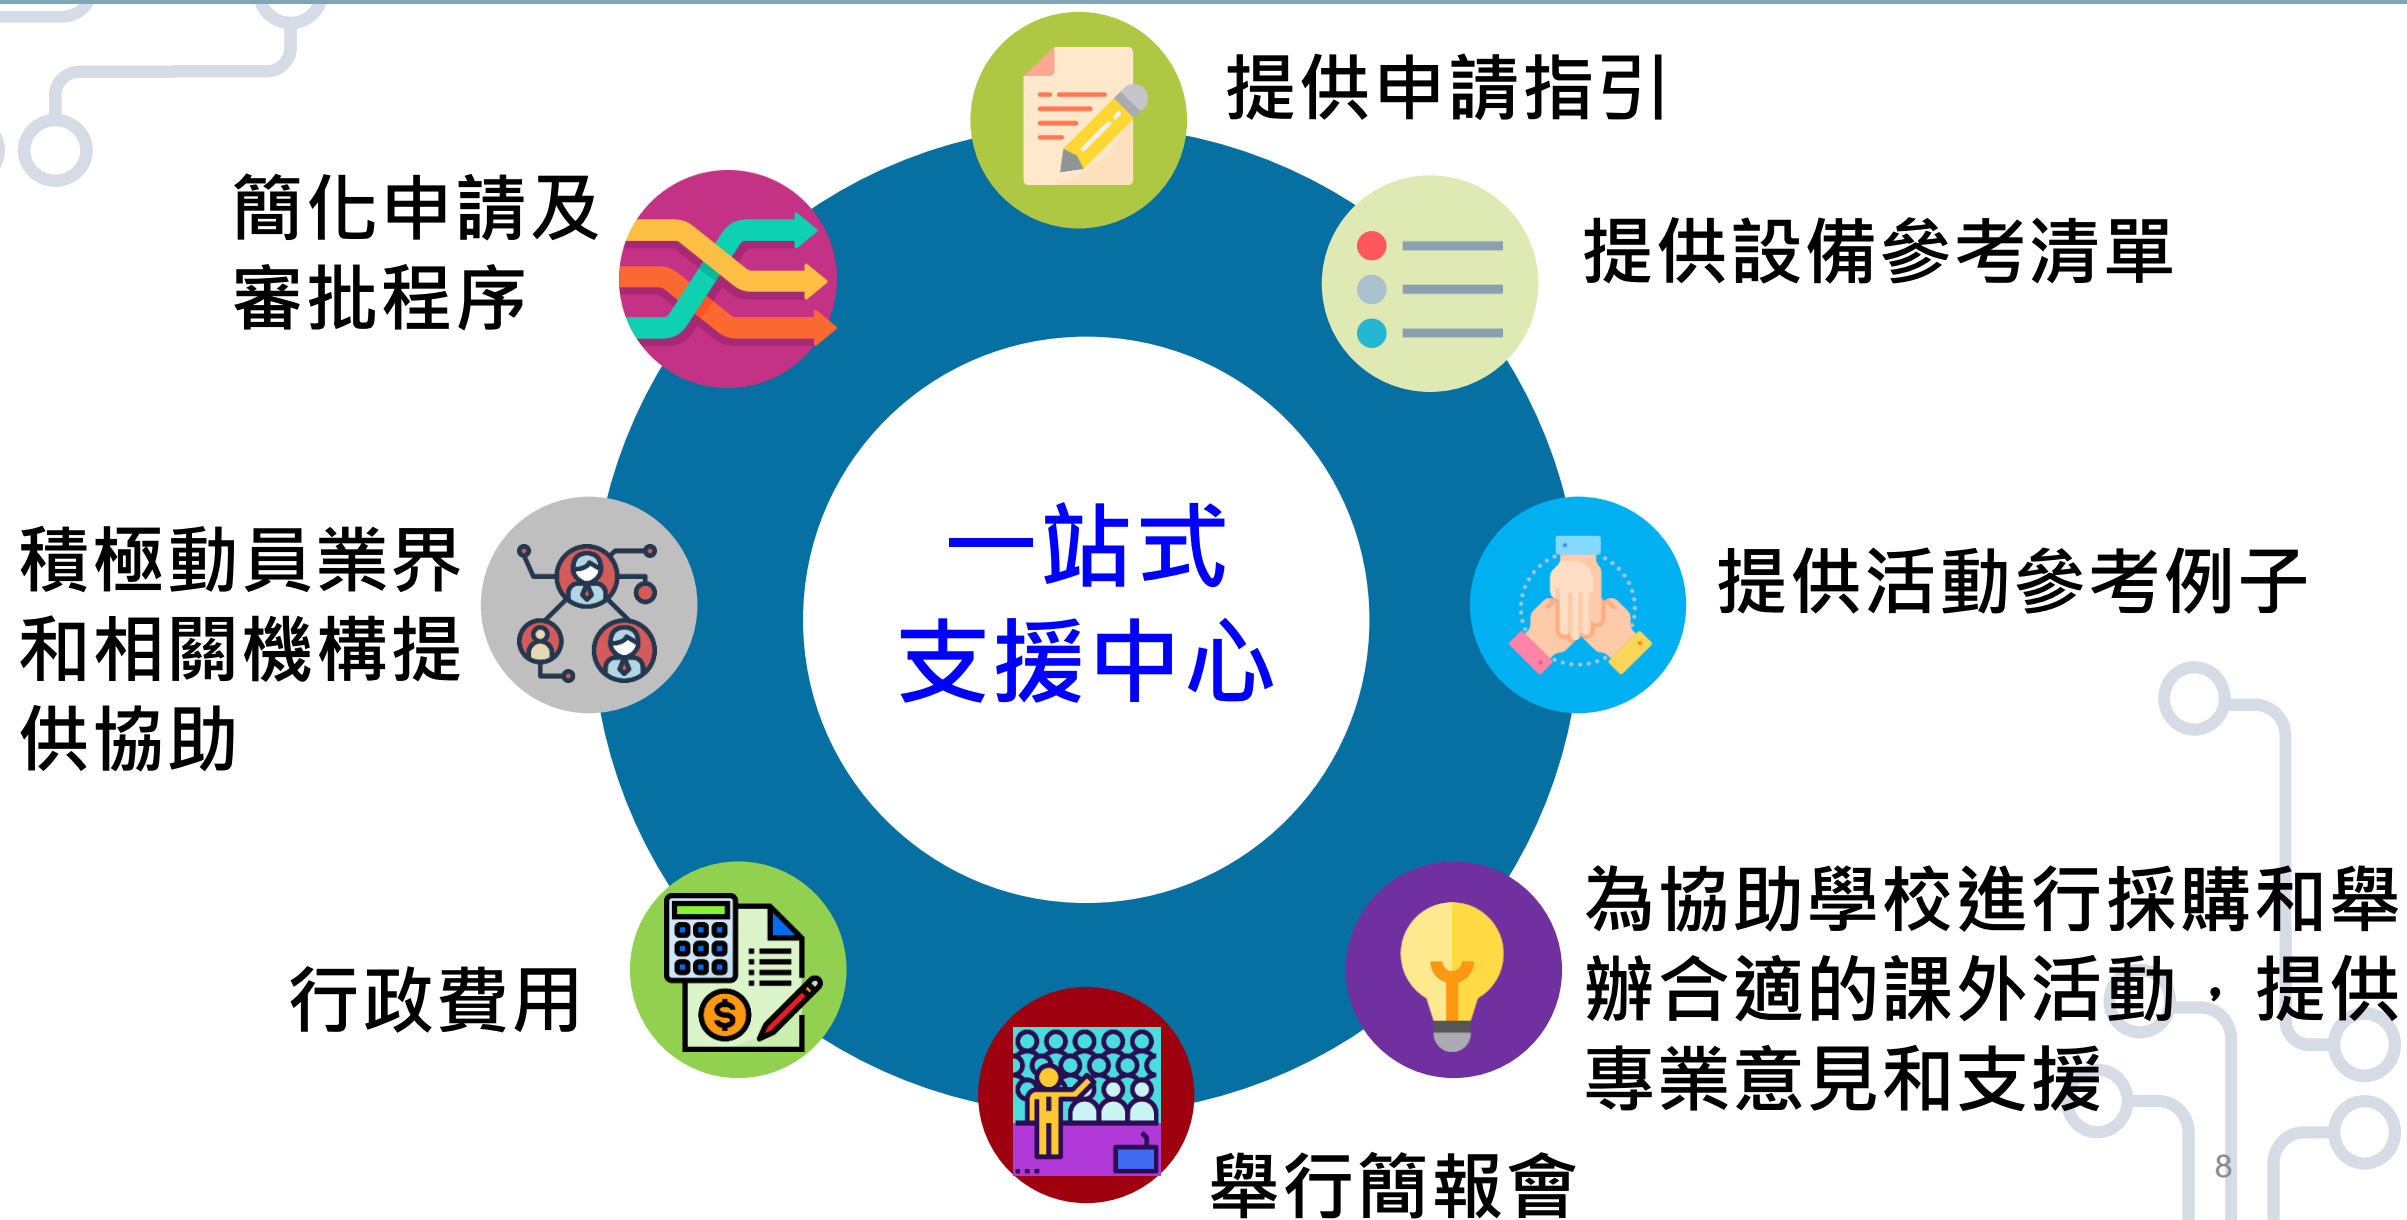 提供申請指引
提供設備參考清單
提供活動參考例子
為協助學校進行採購和舉
辦合適的課外活動，提供
專業意見和支援
舉行簡報會
行政費用
積極動員業界
和相關機構提
供協助
簡化申請及
審批程序
一站式
支援中心
8